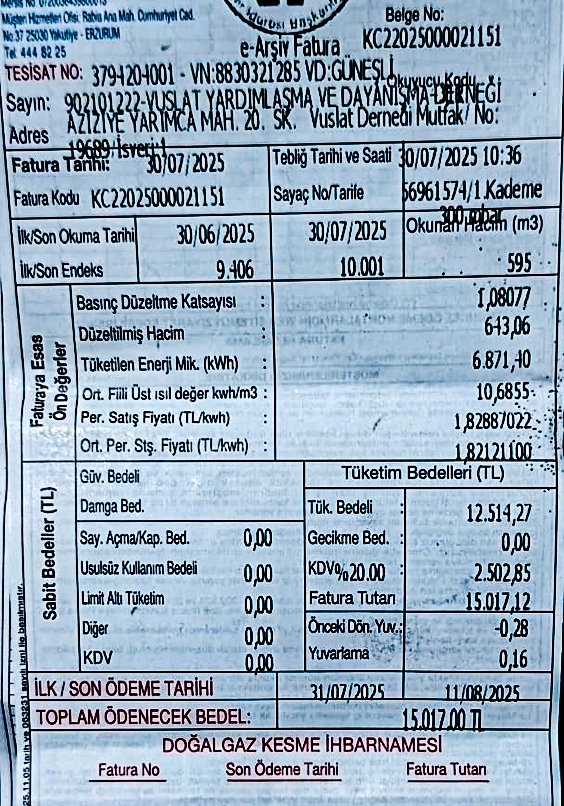 Müşteri Hizmetleri Ofisi: Rabia Ana Mah. Cumhuriyet Cad.
No:37 25030 Yakutiye - ERZURUM
Tel: 444 82 25
Belge No:
e-Arşiv Fatura KC22025000021151
TESİSAT NO: 3794204001 - VN:8830321285 VD:GÜNEŞLİ
Okuyucu Kodu :
Sayın: 902101222-VUSLAT YARDIMLAŞMA VE DAYANIŞMA DERNEĞİ
Adres AZİZİYE YARIMCA MAH. 20. SK. Vuslat Dernedi Mutfak/ No:
19689/İsveri:1
Fatura Tarihi: 30/07/2025 Tebliğ Tarihi ve Saati 30/07/2025 10:36
Fatura Kodu KC22025000021151 Sayaç No/Tarife 56961574/1.Kademe
300 mbar
İlk/Son Okuma Tarihi 30/06/2025 30/07/2025 Okunan Hacim (m3)
İlk/Son Endeks 9.406 10.001 595
Faturaya Esas Ön Değerler
Basınç Düzeltme Katsayısı : 1,08077
Düzeltilmiş Hacim : 643,06
Tüketilen Enerji Mik. (kWh) : 6.871,40
Ort. Fiili Üst ısıl değer kwh/m3 : 10,6855
Per. Satış Fiyatı (TL/kwh) : 1,82887022
Ort. Per. Stş. Fiyatı (TL/kwh) : 1,82121100
Sabit Bedeller (TL)
Güv. Bedeli
Damga Bed.
Say. Açma/Kap. Bed. 0,00
Usulsüz Kullanım Bedeli 0,00
Limit Altı Tüketim 0,00
Diğer 0,00
KDV 0,00
Tüketim Bedelleri (TL)
Tük. Bedeli : 12.514,27
Gecikme Bed. : 0,00
KDV%20.00 : 2.502,85
Fatura Tutarı : 15.017,12
Önceki Dön. Yuv.: -0,28
Yuvarlama 0,16
İLK / SON ÖDEME TARİHİ 31/07/2025 11/08/2025
TOPLAM ÖDENECEK BEDEL: 15.017,00 TL
DOĞALGAZ KESME İHBARNAMESİ
Fatura No Son Ödeme Tarihi Fatura Tutarı